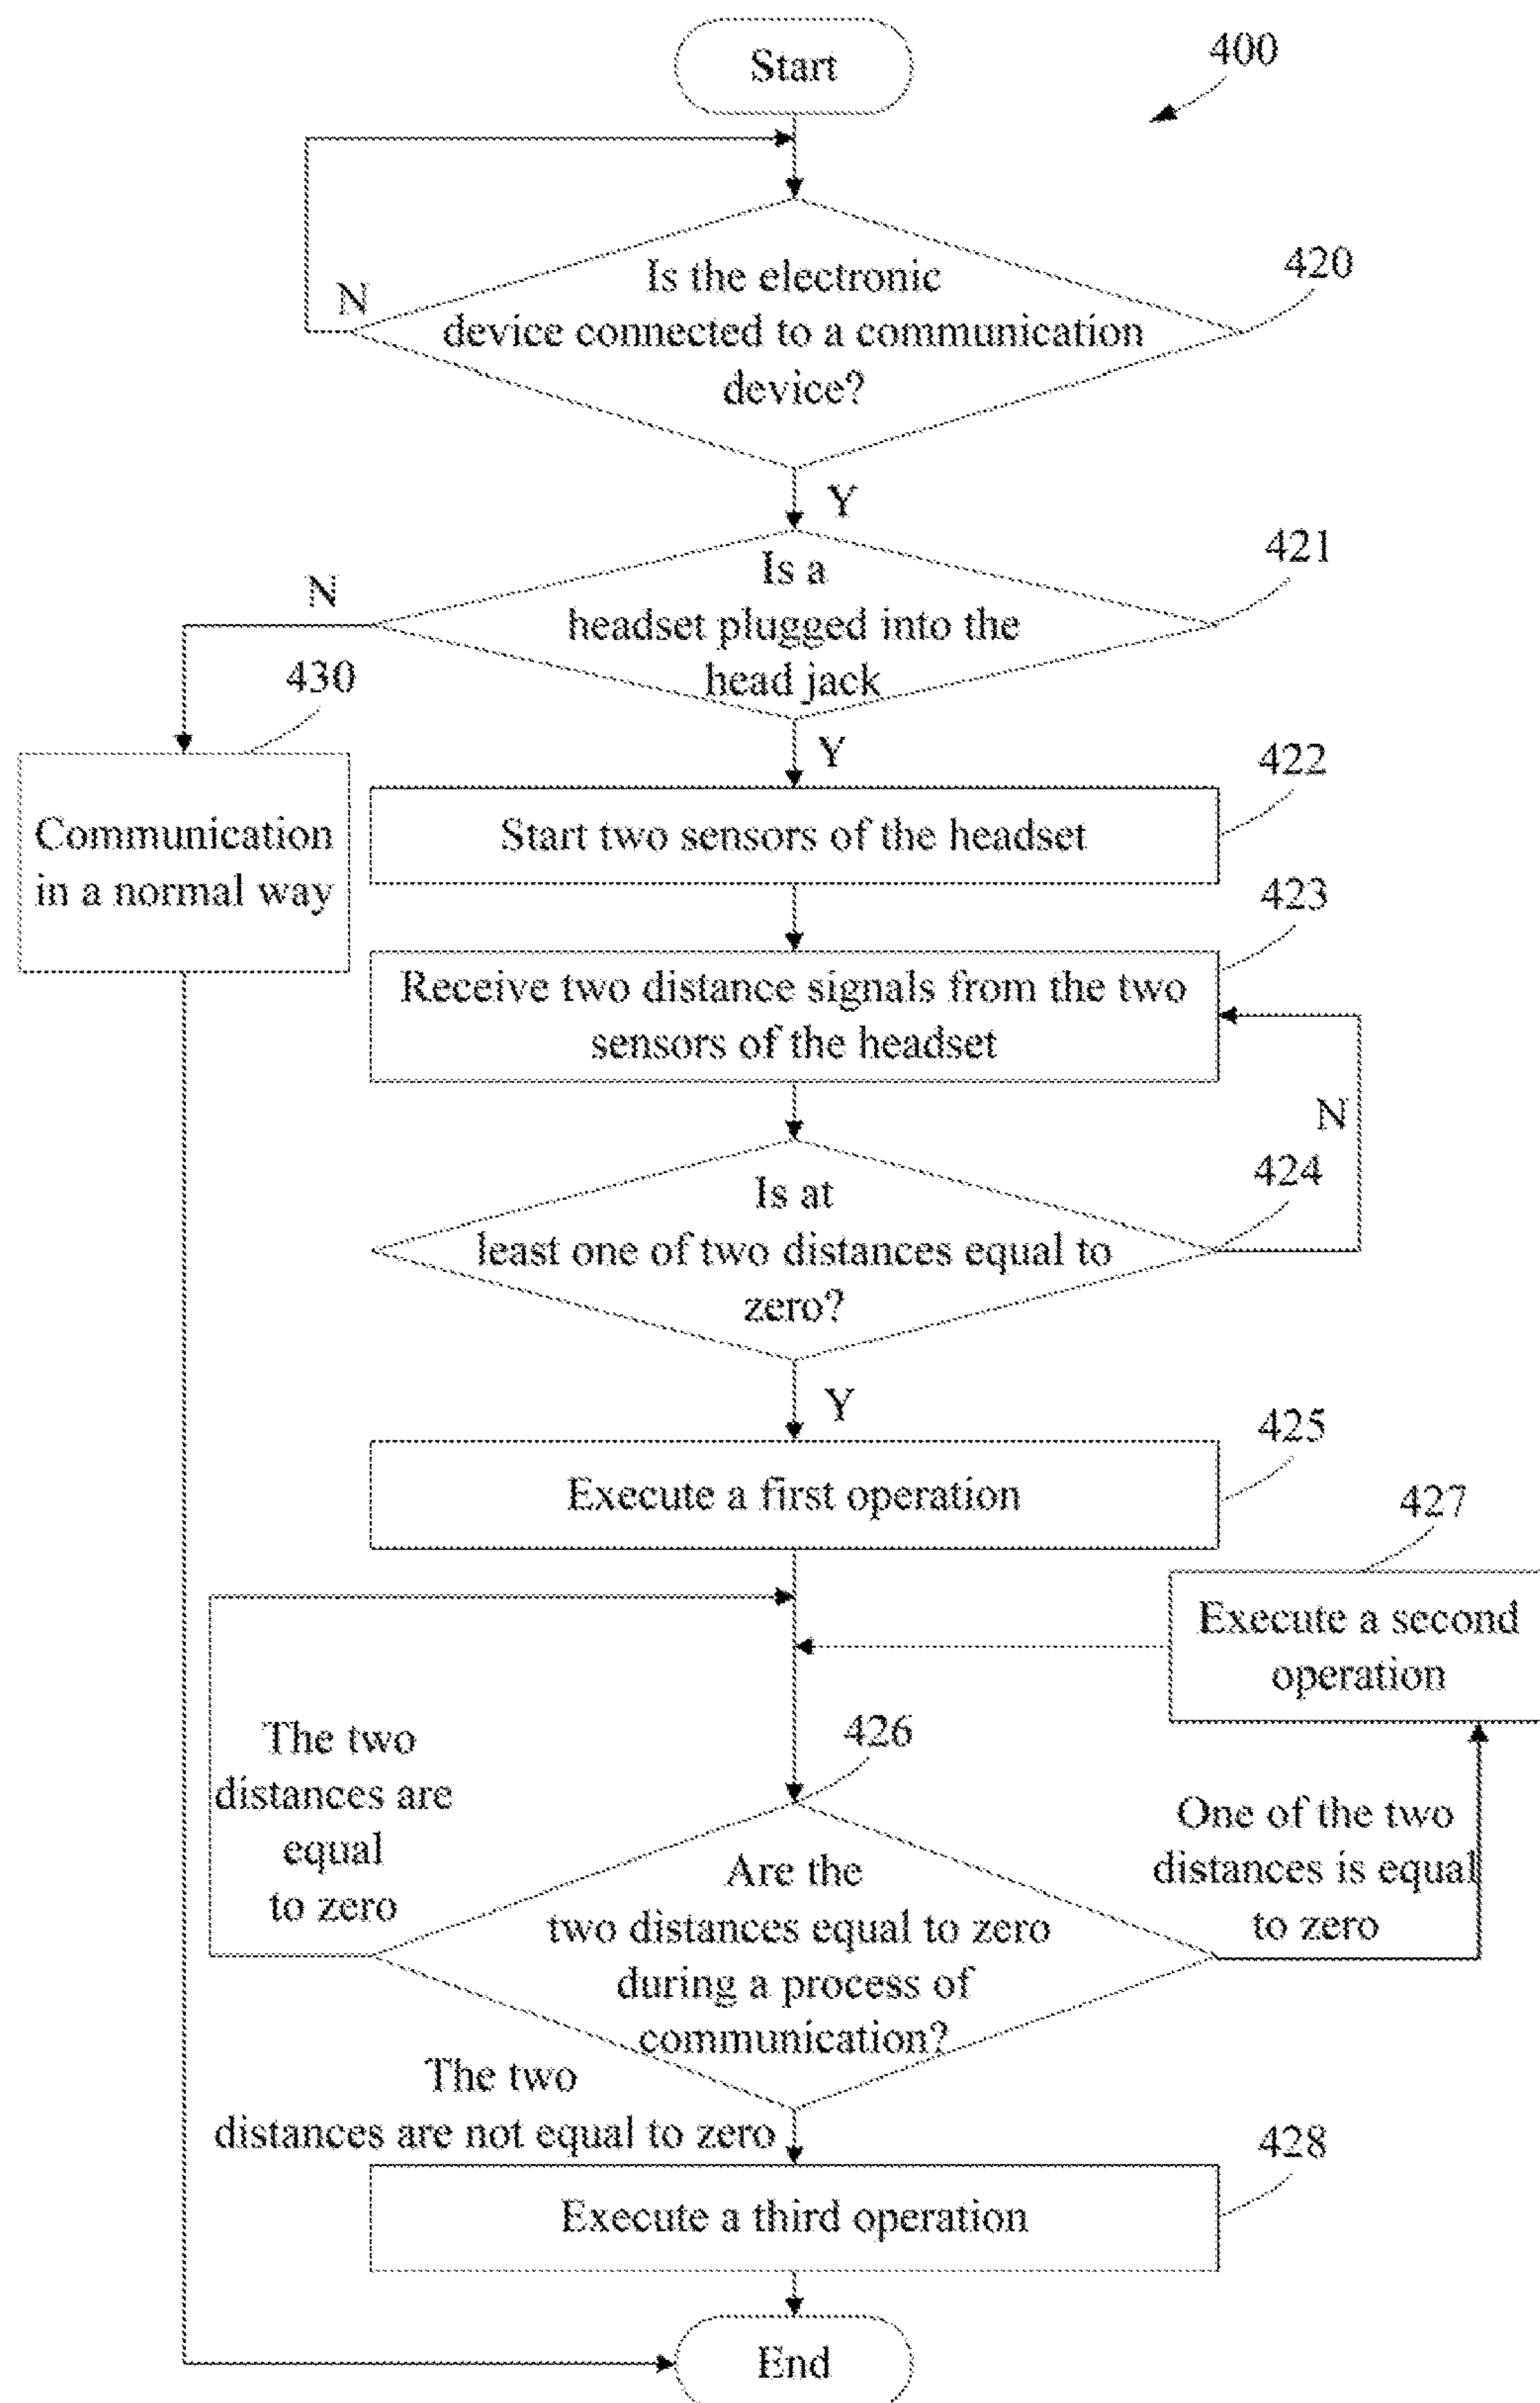 Start
400
Is the electronic
device connected to a communication
device?
420
N
Y
Is a
headset plugged into the
head jack
421
N
430
Communication
in a normal way
Y
422
Start two sensors of the headset
423
Receive two distance signals from the two
sensors of the headset
N
424
Is at
least one of two distances equal to
zero?
Y
425
Execute a first operation
427
Execute a second
operation
The two
distances are
equal
to zero
426
One of the two
distances is equal
to zero
Are the
two distances equal to zero
during a process of
communication?
The two
distances are not equal to zero
428
Execute a third operation
End